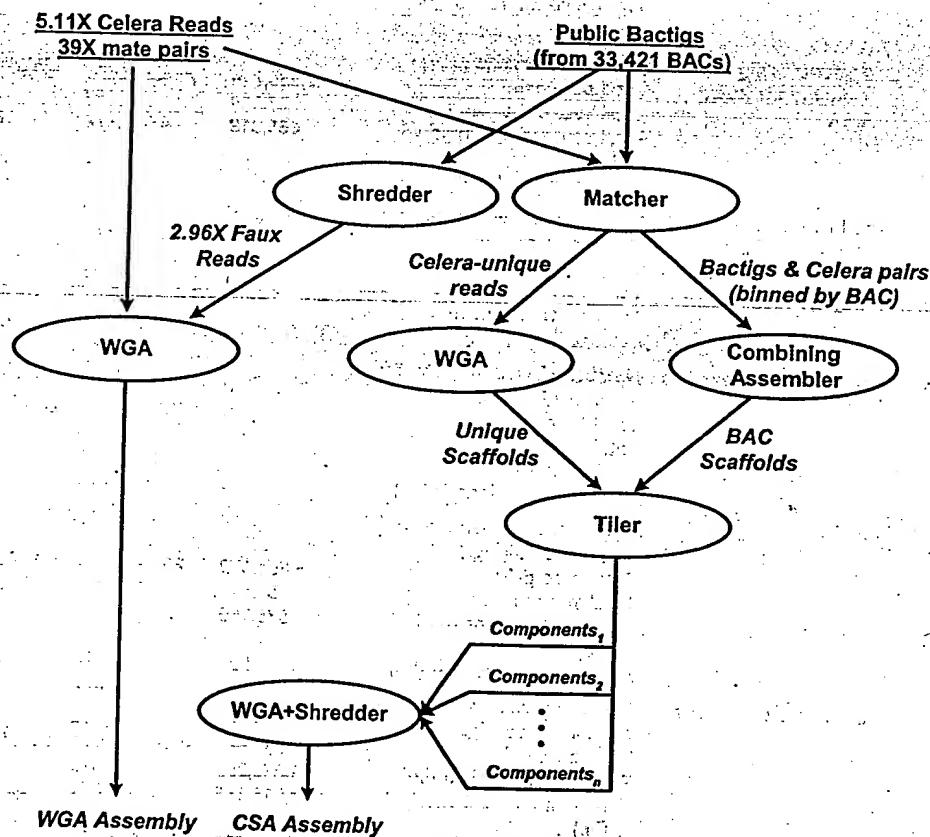 5.11X Celera Reads
39X mate pairs
Public Bactigs
(from 33,421 BACs)
Shredder
Matcher
2.96X Faux
Reads
Celera-unique
reads
Bactigs & Celera pairs
(binned by BAC)
WGA
WGA
Combining
Assembler
Unique
Scaffolds
BAC
Scaffolds
Tiler
Components1
Components2
WGA+Shredder
Componentsn
WGA Assembly
CSA Assembly